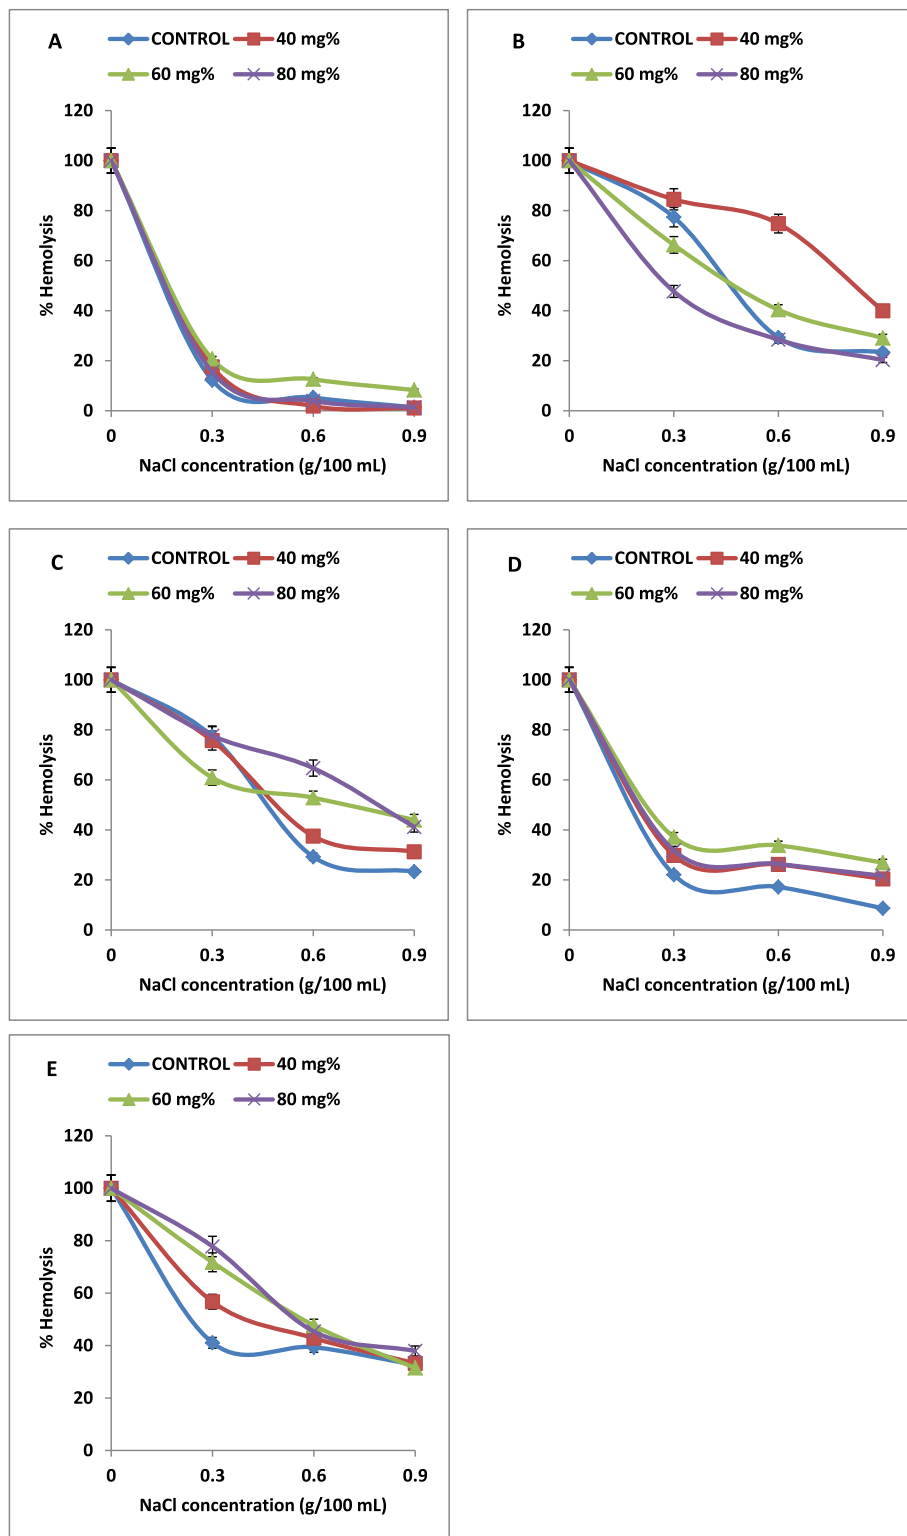 A
CONTROL 40 mg%
60 mg% 80 mg%
120
100
80
60
40
20
0
% Hemolysis
0 0.3 0.6 0.9
NaCl concentration (g/100 mL)
B
CONTROL 40 mg%
60 mg% 80 mg%
120
100
80
60
40
20
0
% Hemolysis
0 0.3 0.6 0.9
NaCl concentration (g/100 mL)
C
CONTROL 40 mg%
60 mg% 80 mg%
120
100
80
60
40
20
0
% Hemolysis
0 0.3 0.6 0.9
NaCl concentration (g/100 mL)
D
CONTROL 40 mg%
60 mg% 80 mg%
120
100
80
60
40
20
0
% Hemolysis
0 0.3 0.6 0.9
NaCl concentration (g/100 mL)
E
CONTROL 40 mg%
60 mg% 80 mg%
120
100
80
60
40
20
0
% Hemolysis
0 0.3 0.6 0.9
NaCl concentration (g/100 mL)